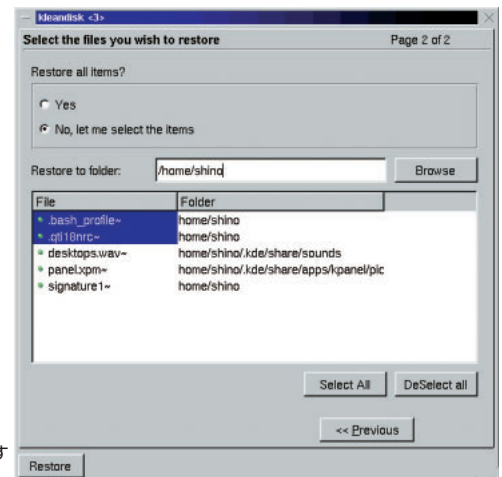 kleandisk <3>
Select the files you wish to restore Page 2 of 2
Restore all items?
Yes
No, let me select the items
Restore to folder: /home/shino Browse
File Folder
.bash_profile~ home/shino
.qti18nrc~ home/shino
desktops.wav~ home/shino/.kde/share/sounds
panel.xpm~ home/shino/.kde/share/apps/kpanel/pic
signature1~ home/shino
Select All DeSelect all
<< Previous
す
Restore